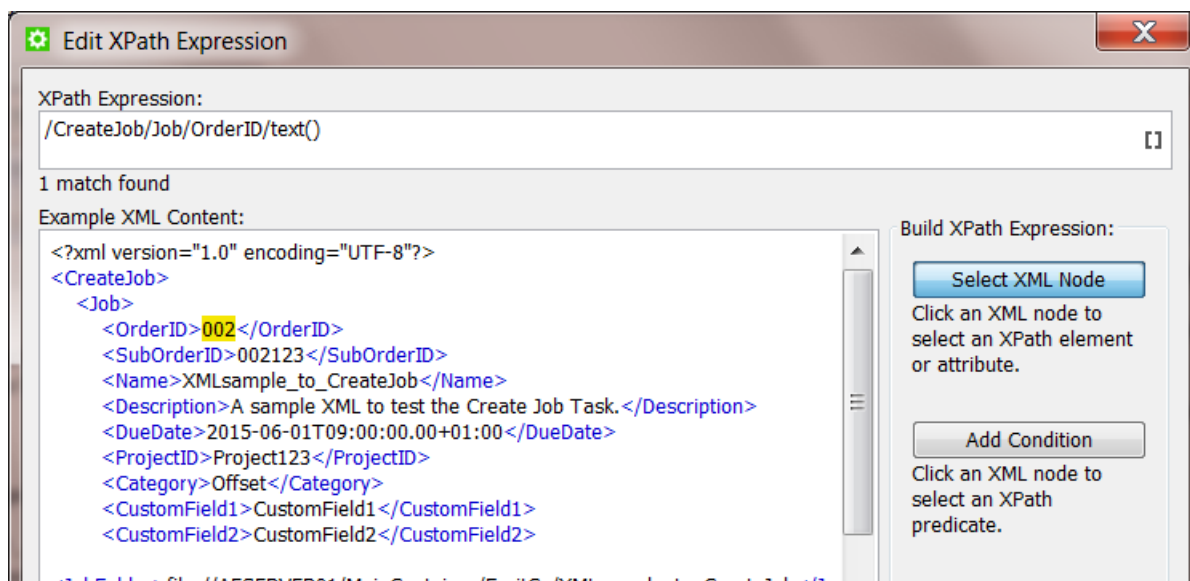 Edit XPath Expression
XPath Expression:
/CreateJob/Job/OrderID/text()
[]
1 match found
Example XML Content:
<?xml version="1.0" encoding="UTF-8"?>
<CreateJob>
<Job>
<OrderID>002</OrderID>
<SubOrderID>002123</SubOrderID>
<Name>XMLsample_to_CreateJob</Name>
<Description>A sample XML to test the Create Job Task.</Description>
<DueDate>2015-06-01T09:00:00.00+01:00</DueDate>
<ProjectID>Project123</ProjectID>
<Category>Offset</Category>
<CustomField1>CustomField1</CustomField1>
<CustomField2>CustomField2</CustomField2>
Build XPath Expression:
Select XML Node
Click an XML node to
select an XPath element
or attribute.
Add Condition
Click an XML node to
select an XPath
predicate.